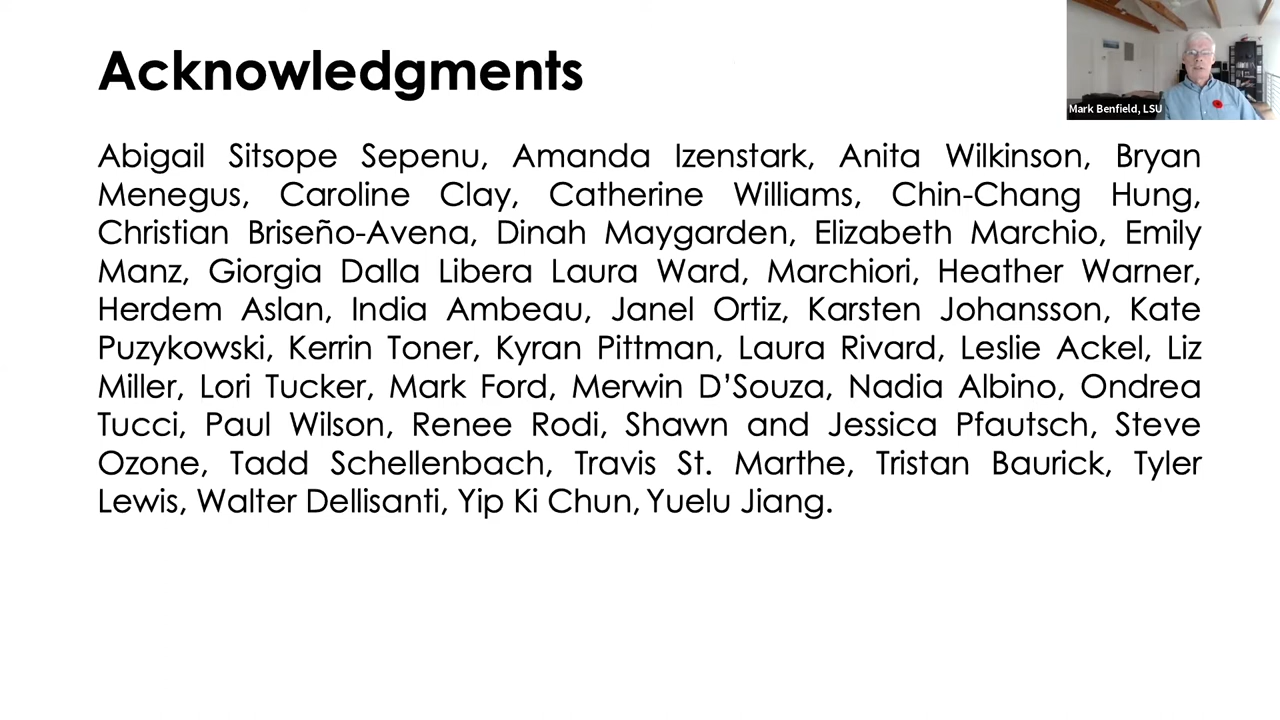 Acknowledgments
Mark Benfield, LSU
Abigail Sitsope Sepenu, Amanda Izenstark, Anita Wilkinson, Bryan
Menegus, Caroline Clay, Catherine Williams, Chin-Chang Hung,
Christian Briseño-Avena, Dinah Maygarden, Elizabeth Marchio, Emily
Manz, Giorgia Dalla Libera Laura Ward, Marchiori, Heather Warner,
Herdem Aslan, India Ambeau, Janel Ortiz, Karsten Johansson, Kate
Puzykowski, Kerrin Toner, Kyran Pittman, Laura Rivard, Leslie Ackel, Liz
Miller, Lori Tucker, Mark Ford, Merwin D’Souza, Nadia Albino, Ondrea
Tucci, Paul Wilson, Renee Rodi, Shawn and Jessica Pfautsch, Steve
Ozone, Tadd Schellenbach, Travis St. Marthe, Tristan Baurick, Tyler
Lewis, Walter Dellisanti, Yip Ki Chun, Yuelu Jiang.